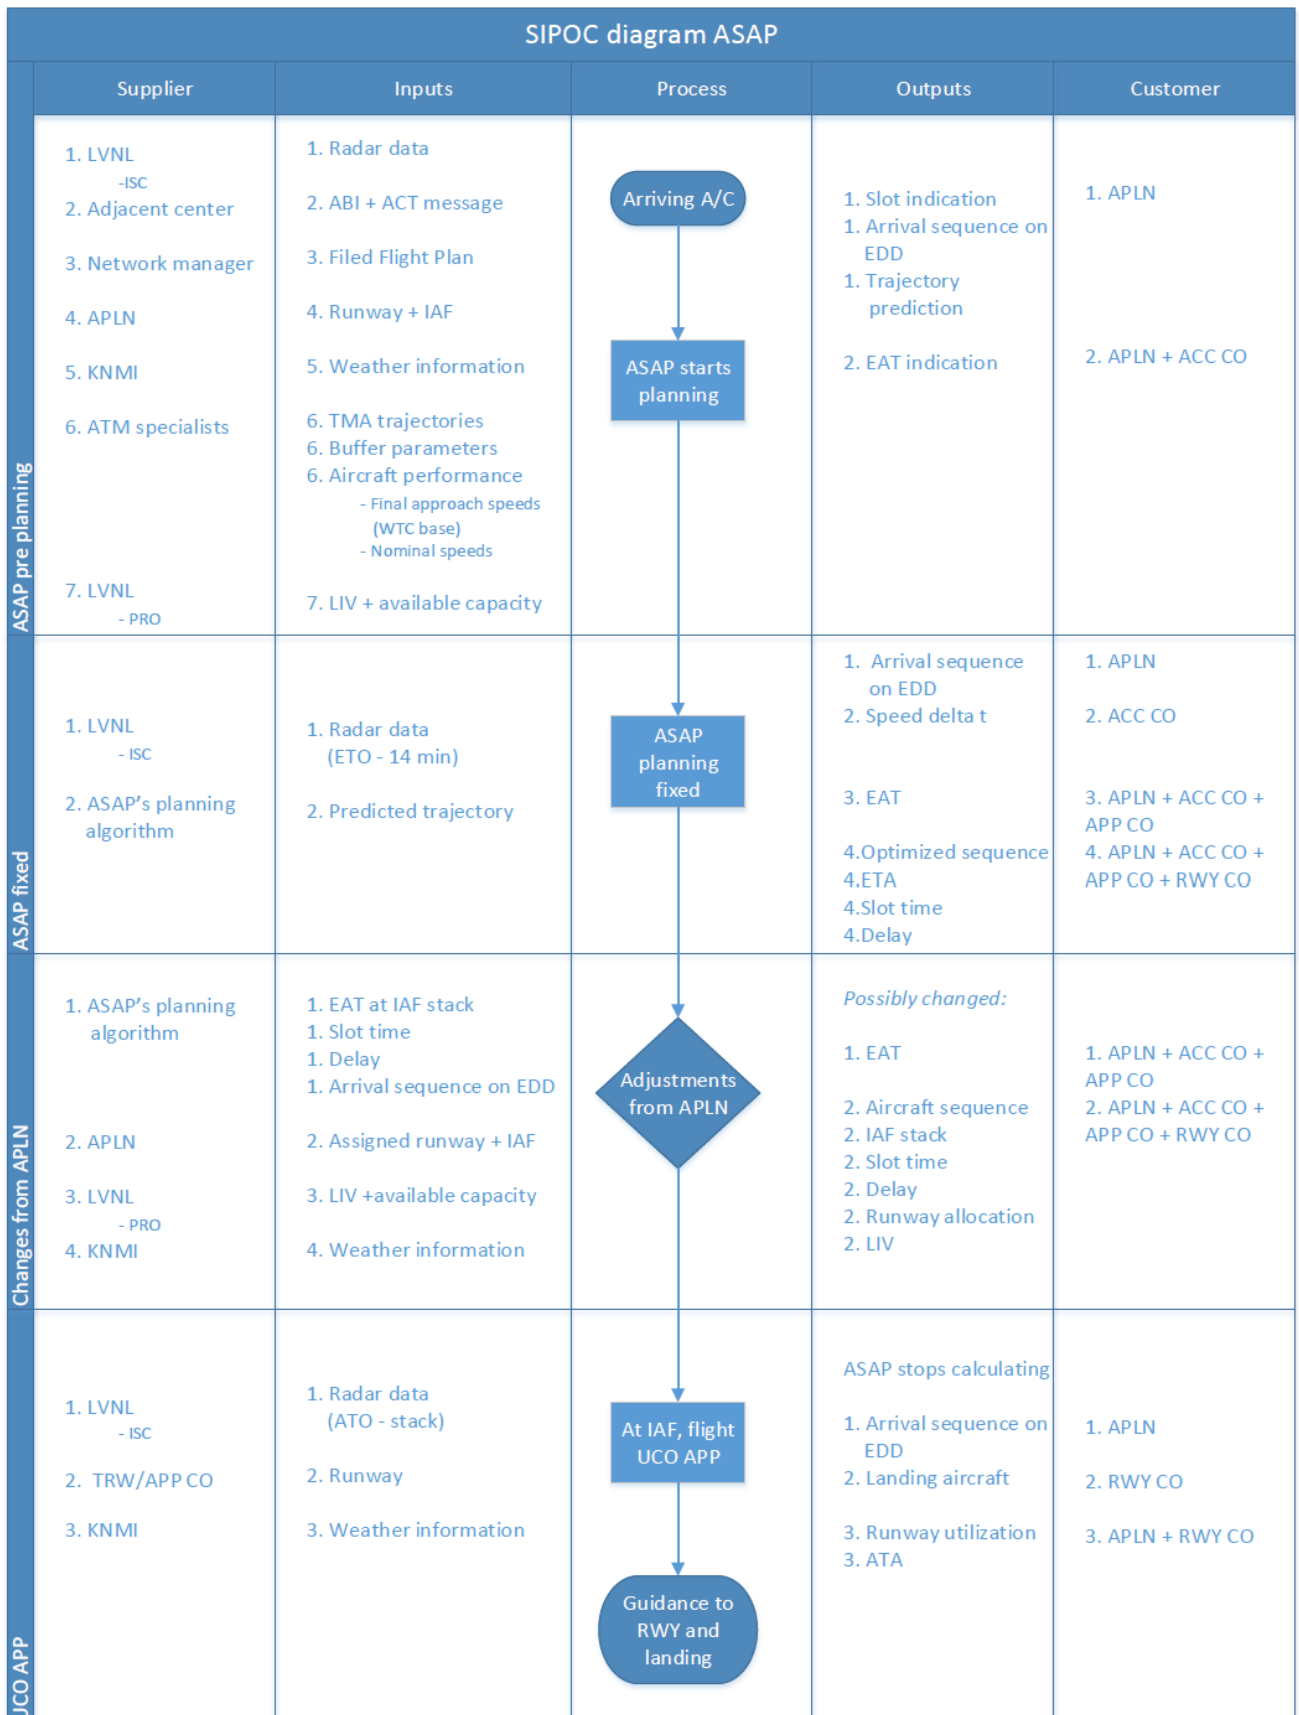 SIPOC diagram ASAP
Supplier
Inputs
Process
Outputs
Customer
ASAP pre planning
1. LVNL
-ISC
2. Adjacent center
3. Network manager
4. APLN
5. KNMI
6. ATM specialists
7. LVNL
- PRO
1. Radar data
2. ABI + ACT message
3. Filed Flight Plan
4. Runway + IAF
5. Weather information
6. TMA trajectories
6. Buffer parameters
6. Aircraft performance
- Final approach speeds
(WTC base)
- Nominal speeds
7. LIV + available capacity
Arriving A/C
ASAP starts
planning
1. Slot indication
1. Arrival sequence on
EDD
1. Trajectory
prediction
2. EAT indication
1. APLN
2. APLN + ACC CO
ASAP fixed
1. LVNL
- ISC
2. ASAP's planning
algorithm
1. Radar data
(ETO - 14 min)
2. Predicted trajectory
ASAP
planning
fixed
1. Arrival sequence
on EDD
2. Speed delta t
3. EAT
4.Optimized sequence
4.ETA
4.Slot time
4.Delay
1. APLN
2. ACC CO
3. APLN + ACC CO +
APP CO
4. APLN + ACC CO +
APP CO + RWY CO
Changes from APLN
1. ASAP's planning
algorithm
2. APLN
3. LVNL
- PRO
4. KNMI
1. EAT at IAF stack
1. Slot time
1. Delay
1. Arrival sequence on EDD
2. Assigned runway + IAF
3. LIV +available capacity
4. Weather information
Adjustments
from APLN
Possibly changed:
1. EAT
2. Aircraft sequence
2. IAF stack
2. Slot time
2. Delay
2. Runway allocation
2. LIV
1. APLN + ACC CO +
APP CO
2. APLN + ACC CO +
APP CO + RWY CO
UCO APP
1. LVNL
- ISC
2. TRW/APP CO
3. KNMI
1. Radar data
(ATO - stack)
2. Runway
3. Weather information
At IAF, flight
UCO APP
Guidance to
RWY and
landing
ASAP stops calculating
1. Arrival sequence on
EDD
2. Landing aircraft
3. Runway utilization
3. ATA
1. APLN
2. RWY CO
3. APLN + RWY CO